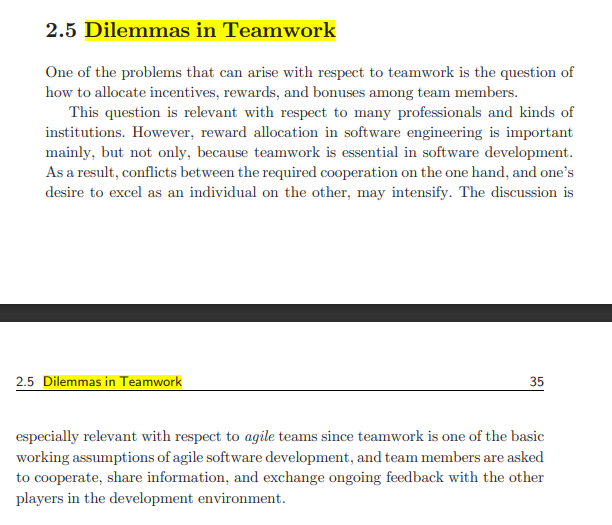 2.5 Dilemmas in Teamwork
One of the problems that can arise with respect to teamwork is the question of
how to allocate incentives, rewards, and bonuses among team members.
This question is relevant with respect to many professionals and kinds of
institutions. However, reward allocation in software engineering is important
mainly, but not only, because teamwork is essential in software development.
As a result, conflicts between the required cooperation on the one hand, and one's
desire to excel as an individual on the other, may intensify. The discussion is
2.5 Dilemmas in Teamwork 35
especially relevant with respect to agile teams since teamwork is one of the basic
working assumptions of agile software development, and team members are asked
to cooperate, share information, and exchange ongoing feedback with the other
players in the development environment.